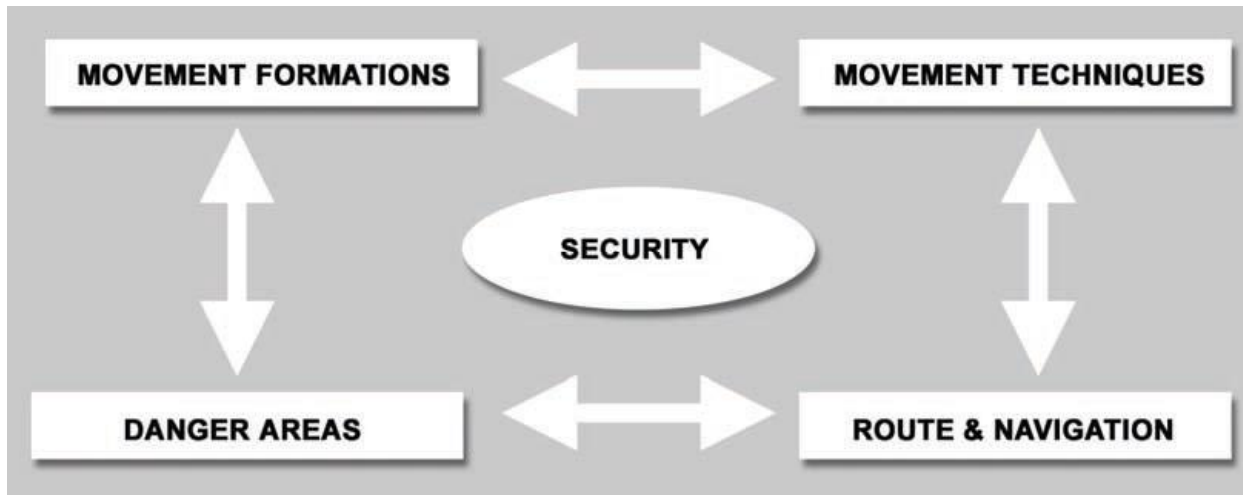 MOVEMENT FORMATIONS
MOVEMENT TECHNIQUES
SECURITY
DANGER AREAS
ROUTE & NAVIGATION